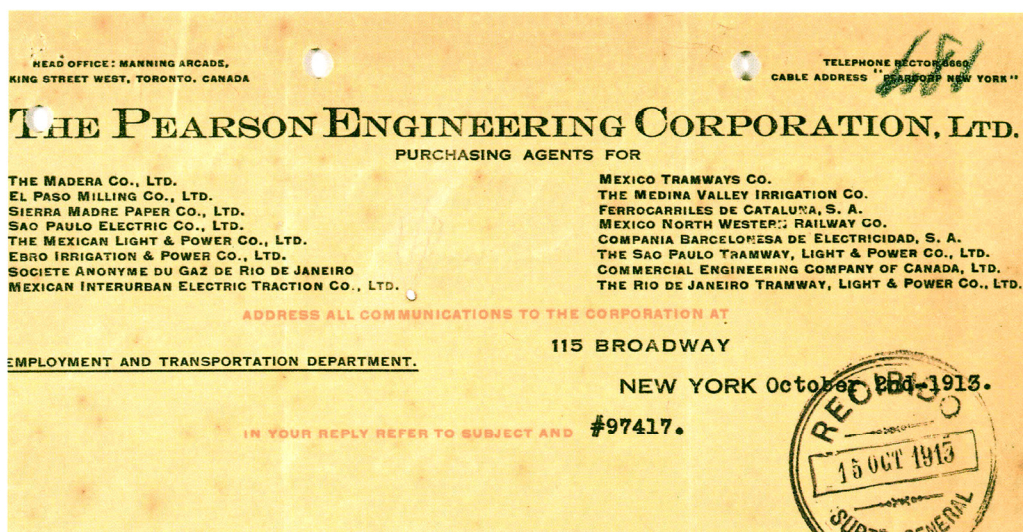 HEAD OFFICE: MANNING ARCADE,
KING STREET WEST, TORONTO. CANADA
TELEPHONE RECTOR 8660
CABLE ADDRESS "PEARCORP NEW YORK"
THE PEARSON ENGINEERING CORPORATION, LTD.
PURCHASING AGENTS FOR
THE MADERA CO., LTD.
EL PASO MILLING CO., LTD.
SIERRA MADRE PAPER CO., LTD.
SAO PAULO ELECTRIC CO., LTD.
THE MEXICAN LIGHT & POWER CO., LTD.
EBRO IRRIGATION & POWER CO., LTD.
SOCIETE ANONYME DU GAZ DE RIO DE JANEIRO
MEXICAN INTERURBAN ELECTRIC TRACTION CO., LTD.
MEXICO TRAMWAYS CO.
THE MEDINA VALLEY IRRIGATION CO.
FERROCARRILES DE CATALUNA, S. A.
MEXICO NORTH WESTERN RAILWAY CO.
COMPANIA BARCELONESA DE ELECTRICIDAD, S. A.
THE SAO PAULO TRAMWAY, LIGHT & POWER CO., LTD.
COMMERCIAL ENGINEERING COMPANY OF CANADA, LTD.
THE RIO DE JANEIRO TRAMWAY, LIGHT & POWER CO., LTD.
ADDRESS ALL COMMUNICATIONS TO THE CORPORATION AT
115 BROADWAY
EMPLOYMENT AND TRANSPORTATION DEPARTMENT.
NEW YORK October 2nd-1913.
IN YOUR REPLY REFER TO SUBJECT AND #97417.
RECIBIDO
15 OCT 1913
GENERAL